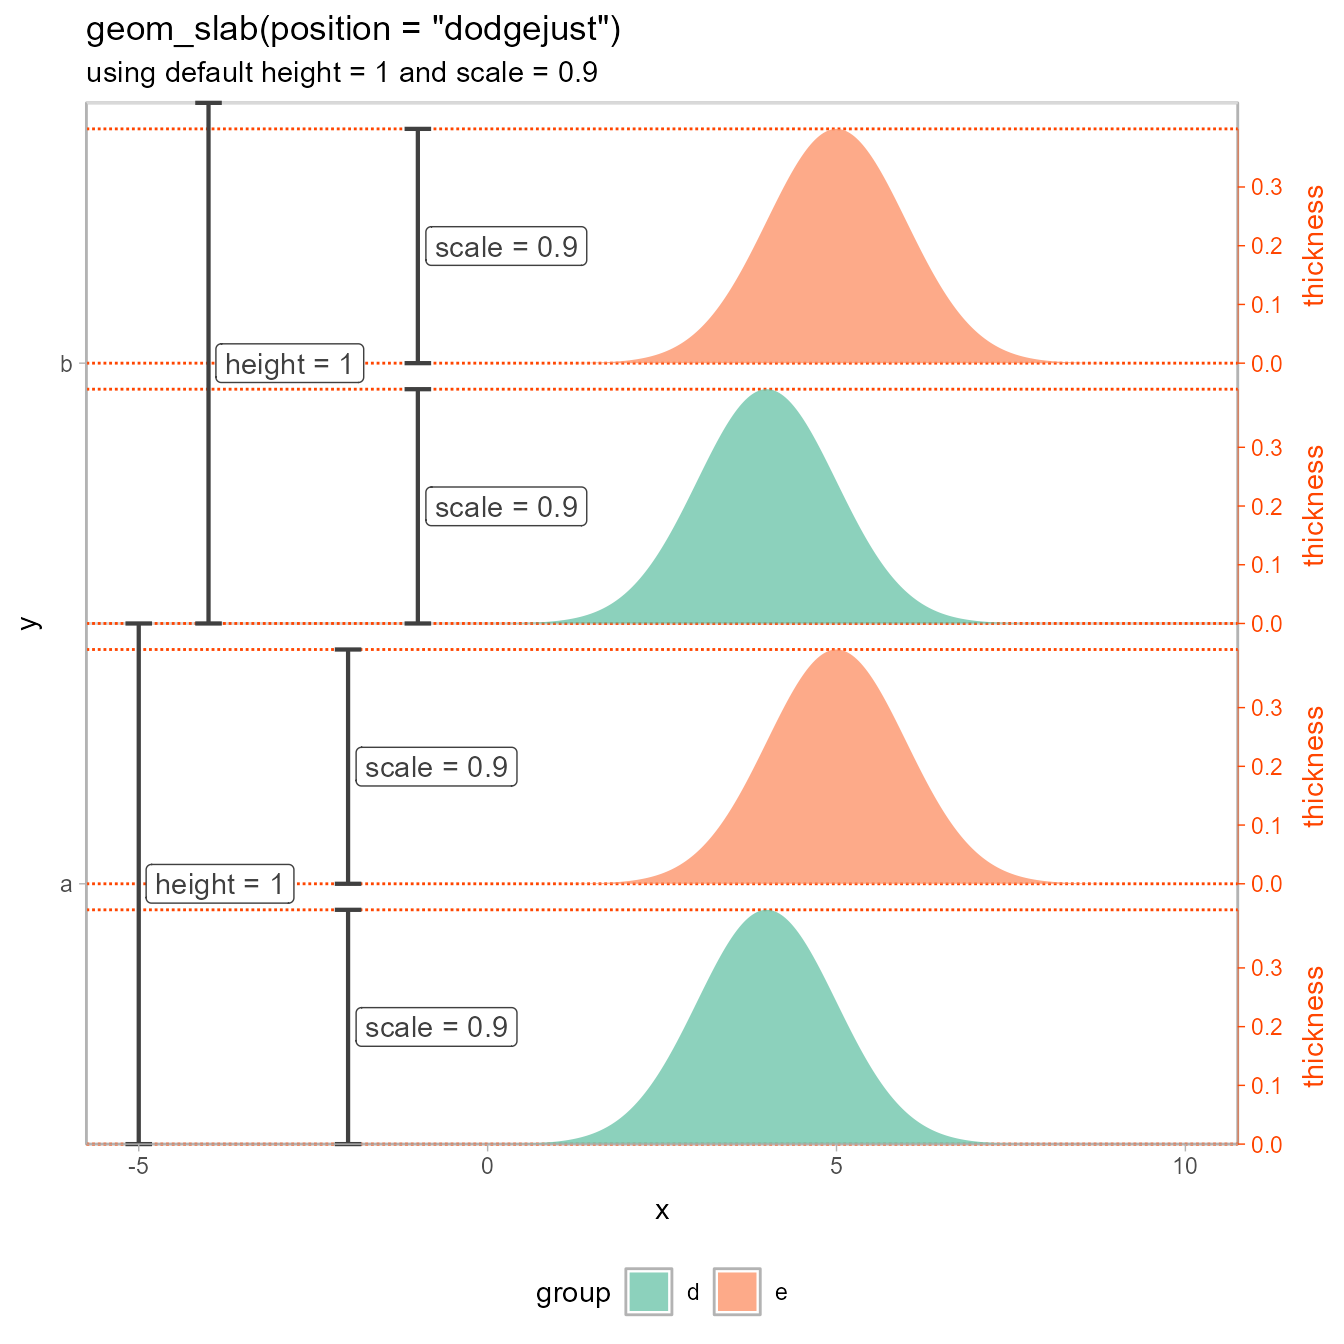 geom_slab(position = "dodgejust")
using default height = 1 and scale = 0.9
scale = 0.9
0.3
0.2
0.1
0.0
thickness
b
height = 1
scale = 0.9
0.3
0.2
0.1
0.0
thickness
y
scale = 0.9
0.3
0.2
0.1
0.0
thickness
a
height = 1
scale = 0.9
0.3
0.2
0.1
0.0
thickness
-5 0 5 10
x
group d e